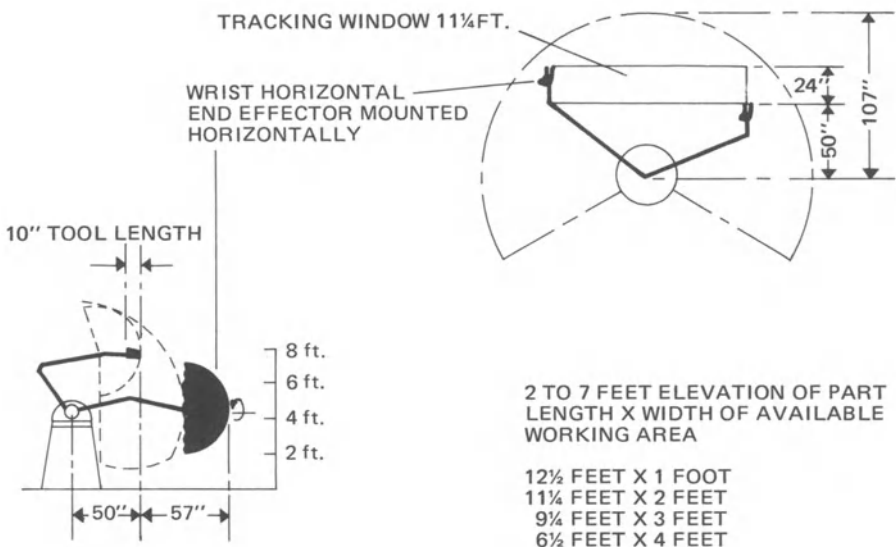 TRACKING WINDOW 11¼FT.
WRIST HORIZONTAL
END EFFECTOR MOUNTED
HORIZONTALLY
24″
50″
107″
10″ TOOL LENGTH
8 ft.
6 ft.
4 ft.
2 ft.
50″
57″
2 TO 7 FEET ELEVATION OF PART
LENGTH X WIDTH OF AVAILABLE
WORKING AREA
12½ FEET X 1 FOOT
11¼ FEET X 2 FEET
9¼ FEET X 3 FEET
6½ FEET X 4 FEET